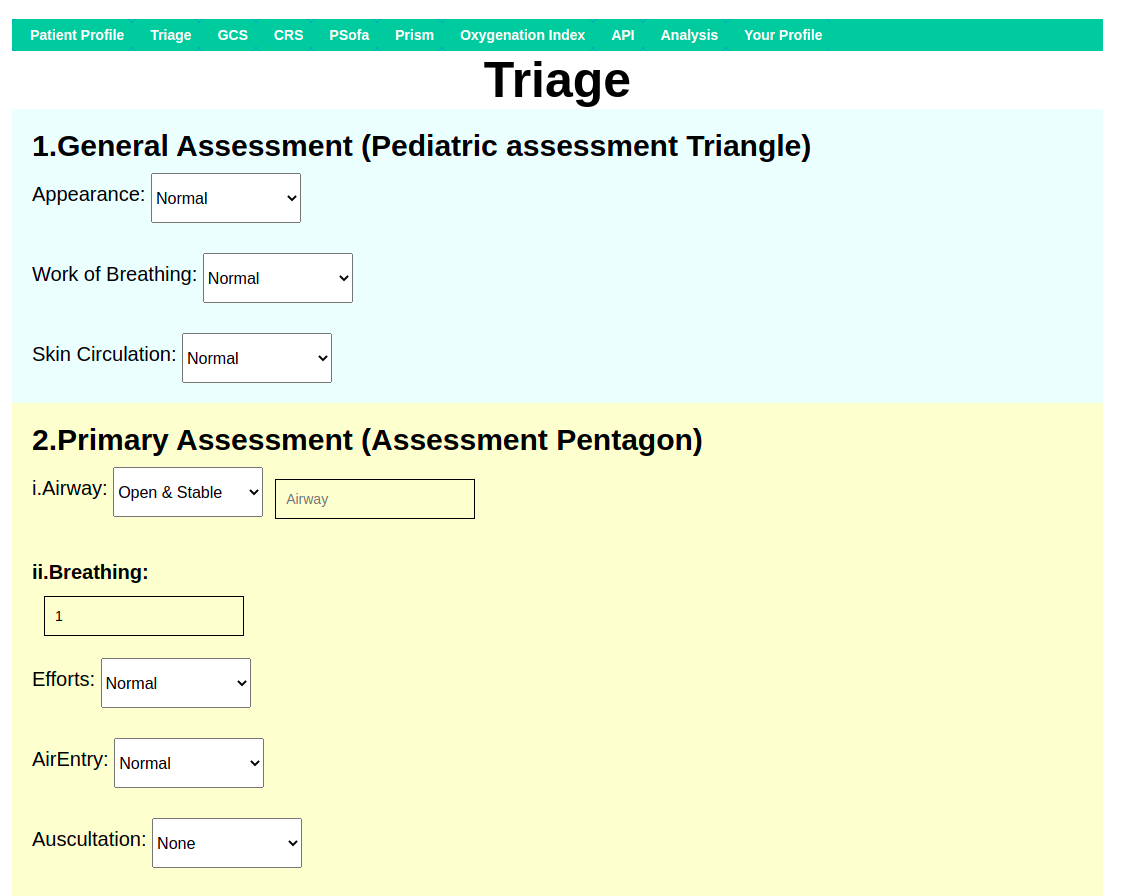 Patient Profile Triage GCS CRS PSofa Prism Oxygenation Index API Analysis Your Profile
Triage
1.General Assessment (Pediatric assessment Triangle)
Appearance: Normal
Work of Breathing: Normal
Skin Circulation: Normal
2.Primary Assessment (Assessment Pentagon)
i.Airway: Open & Stable Airway
ii.Breathing:
1
Efforts: Normal
AirEntry: Normal
Auscultation: None